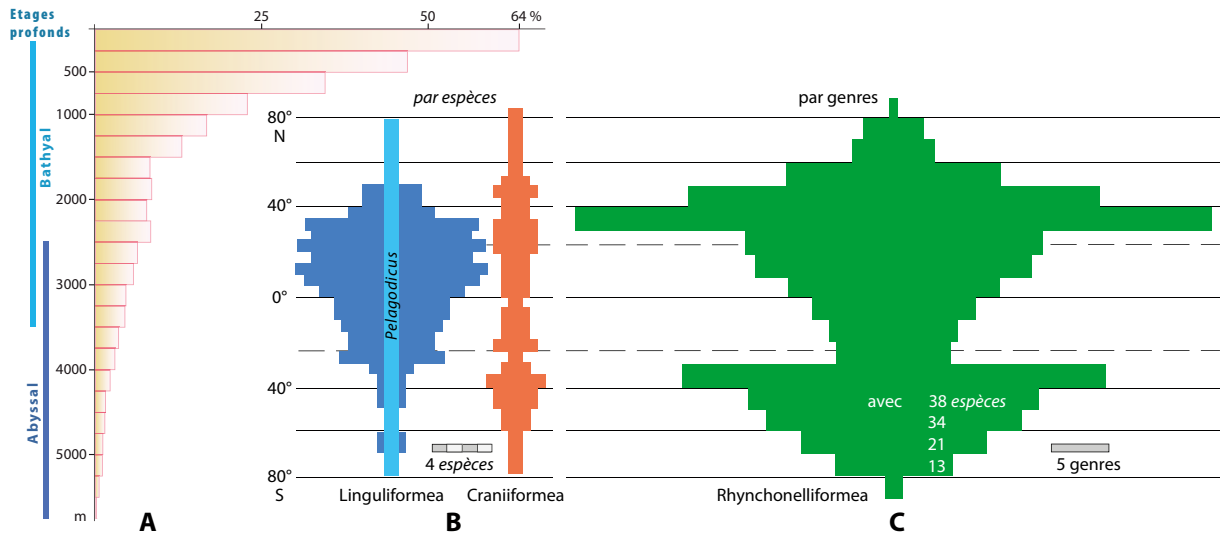 Etages
profonds
25
50
64 %
500
1000
2000
3000
4000
5000
m
Bathyal
Abyssal
A
par espèces
80°
N
40°
0°
40°
80°
S
Pelagodicus
4 espèces
Linguliformea
Craniiformea
B
par genres
avec 38 espèces
34
21
13
5 genres
Rhynchonelliformea
C